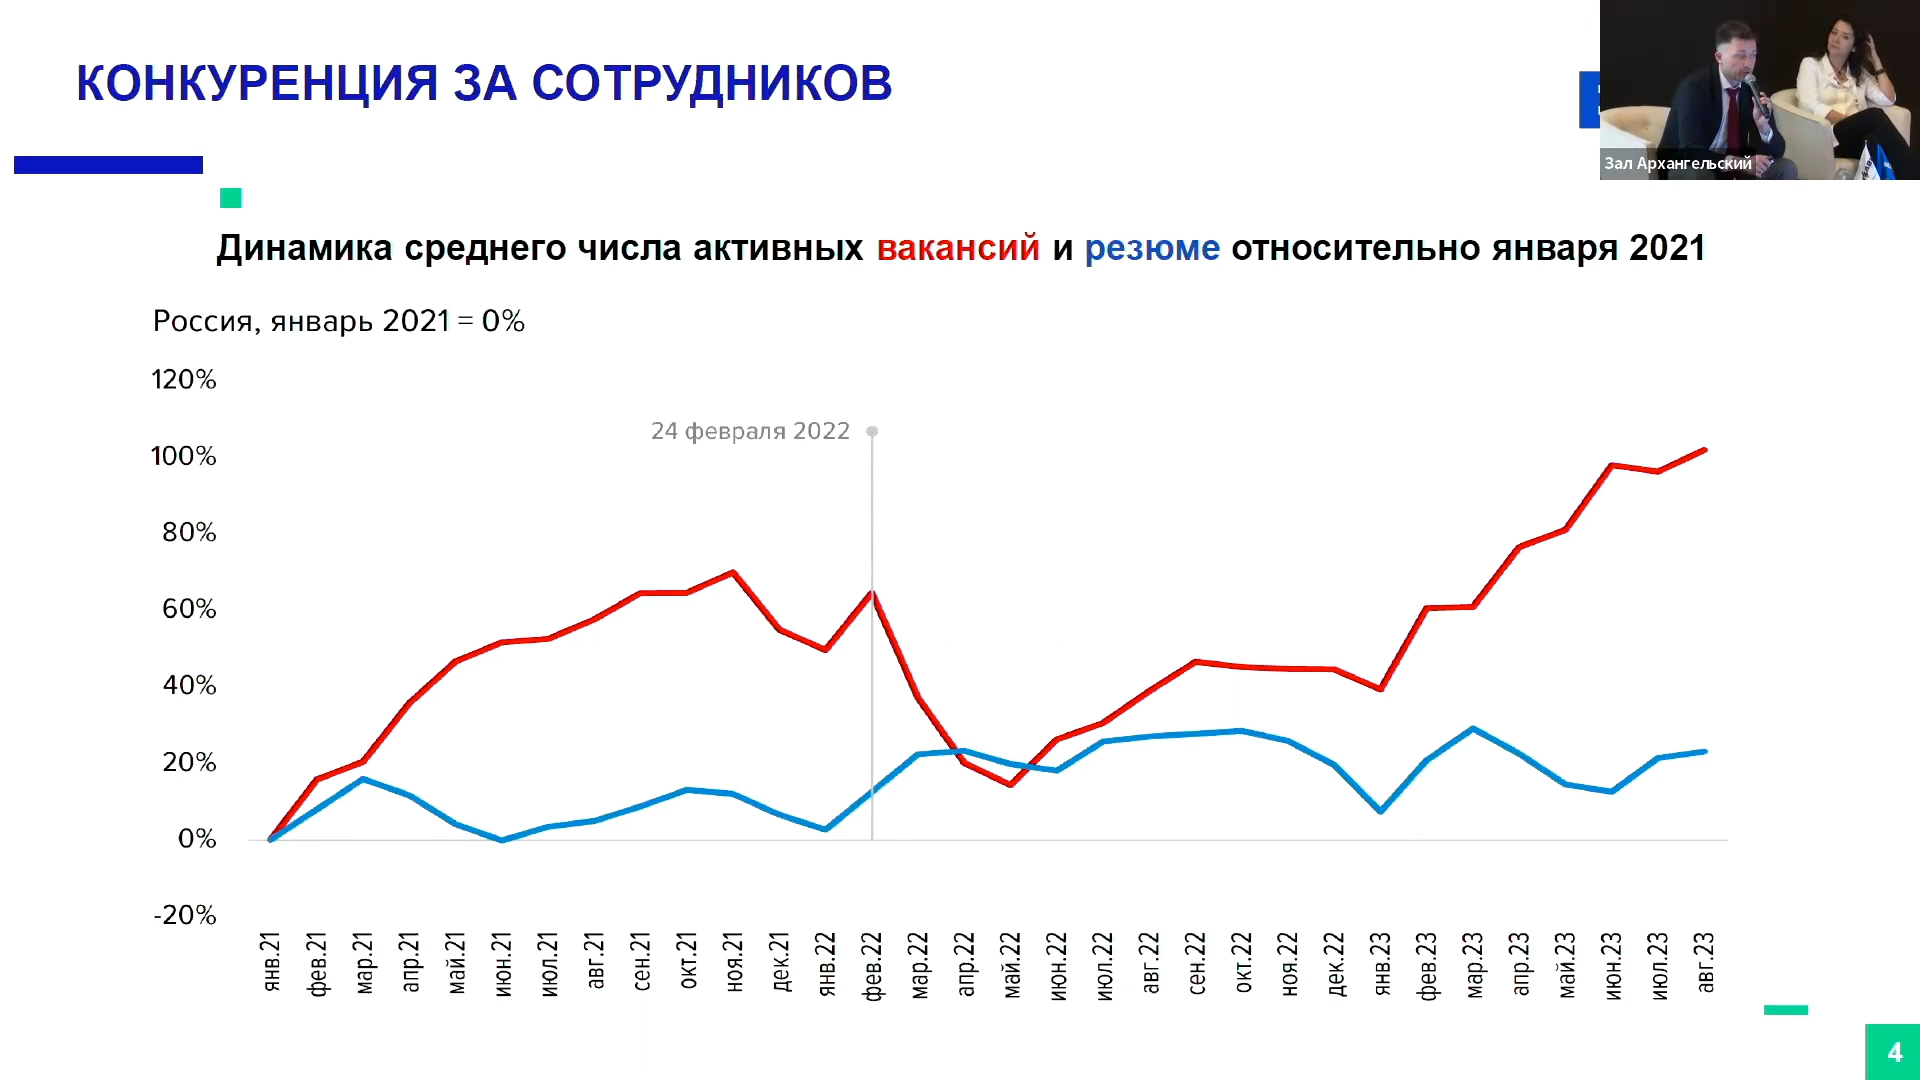 КОНКУРЕНЦИЯ ЗА СОТРУДНИКОВ
Зал Архангельский
Динамика среднего числа активных вакансий и резюме относительно января 2021
Россия, январь 2021 = 0%
120%
24 февраля 2022
100%
80%
60%
40%
20%
0%
-20%
янв.21 фев.21 мар.21 апр.21 май.21 июн.21 июл.21 авг.21 сен.21 окт.21 ноя.21 дек.21 янв.22 фев.22 мар.22 апр.22 май.22 июн.22 июл.22 авг.22 сен.22 окт.22 ноя.22 дек.22 янв.23 фев.23 мар.23 апр.23 май.23 июн.23 июл.23 авг.23
4